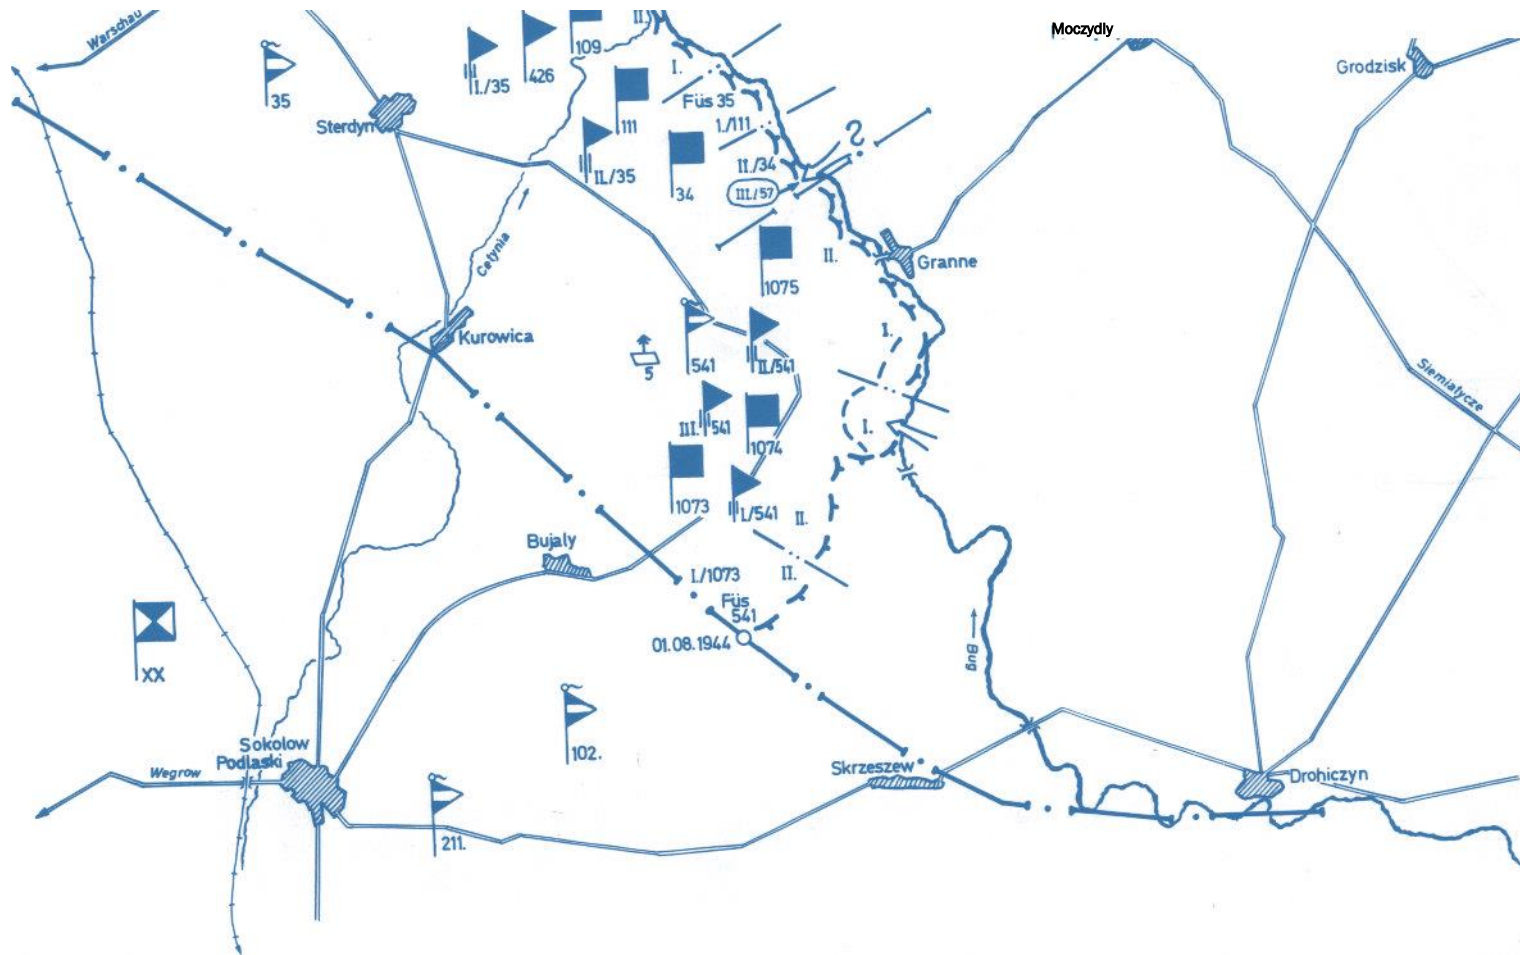 Warschau
II.
109
Moczydly
Grodzisk
I./35
426
35
I.
Füs 35
Sterdyn
111
I./111
II./35
34
II./34
III./57
?
Cetynia
II.
Granne
1075
Kurowica
5
541
II./541
I.
Siemiatycze
III.
541
1074
I.
1073
I./541
II.
Bujaly
I./1073
II.
Füs
541
01.08.1944
Bug
XX
102.
Sokolow
Podlaski
Wegrow
Skrzeszew
Drohiczyn
211.